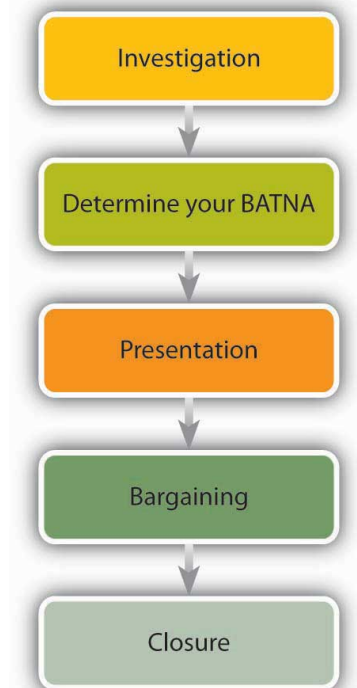 Investigation
Determine your BATNA
Presentation
Bargaining
Closure